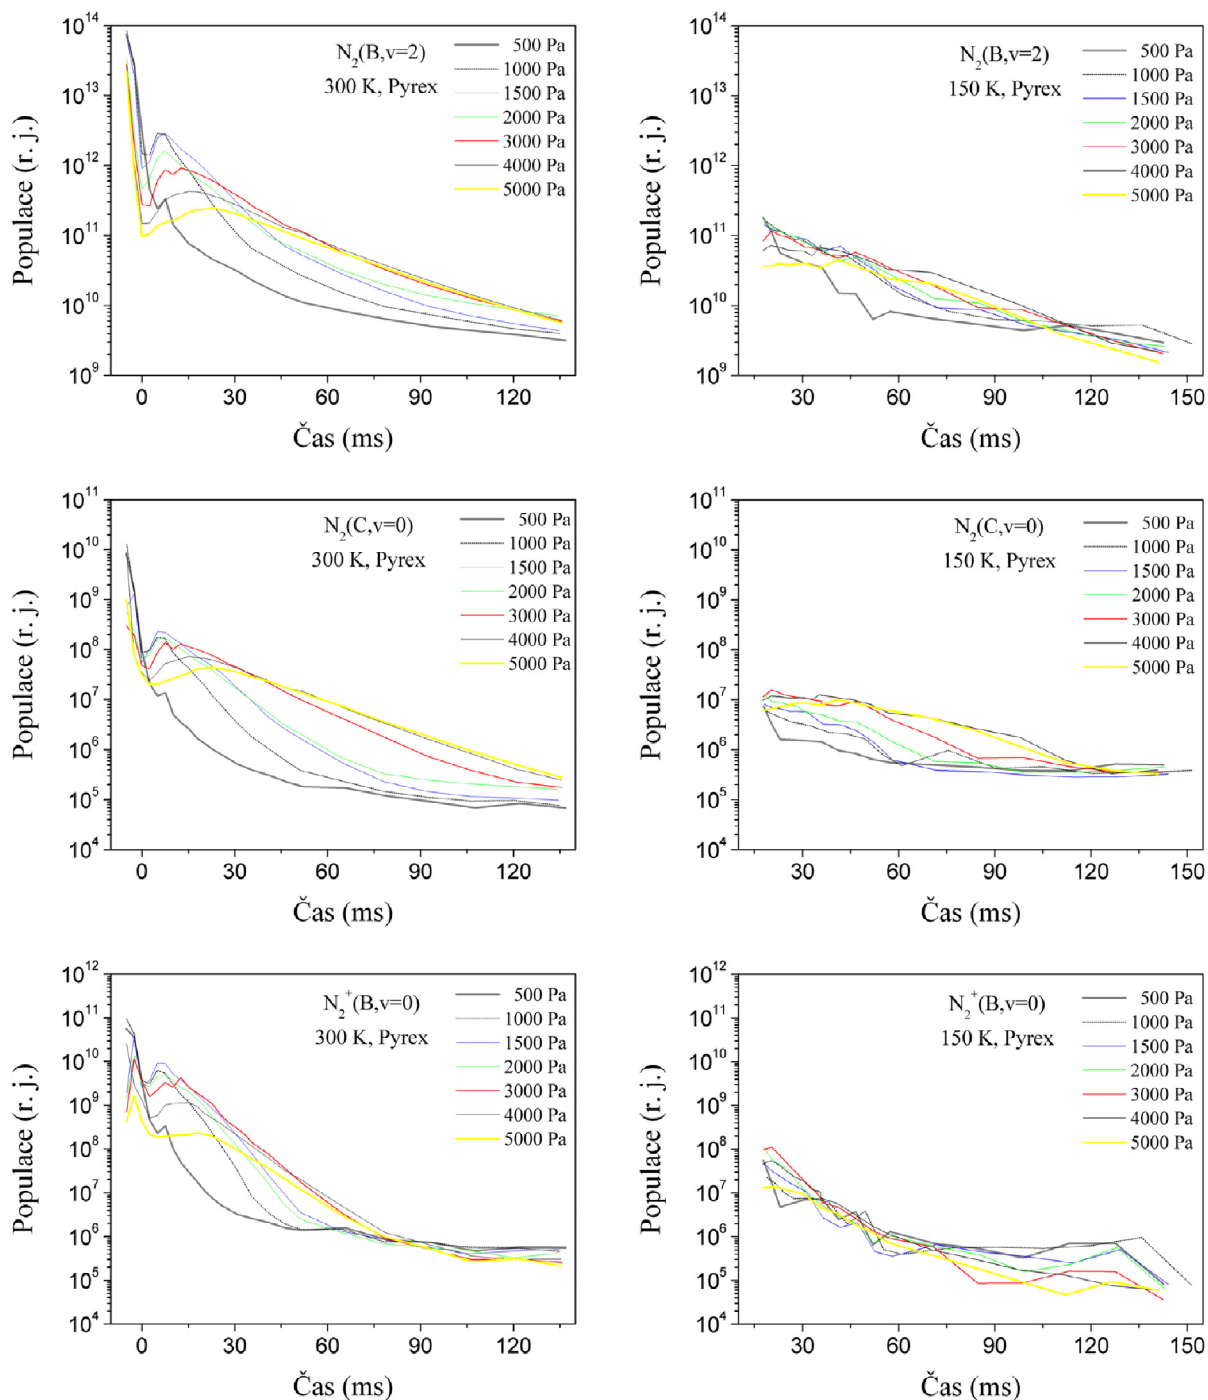 10^14
10^13
10^12
10^11
10^10
10^9
Populace (r. j.)
N2(B,v=2)
300 K, Pyrex
500 Pa
1000 Pa
1500 Pa
2000 Pa
3000 Pa
4000 Pa
5000 Pa
0 30 60 90 120
Čas (ms)
10^14
10^13
10^12
10^11
10^10
10^9
Populace (r. j.)
N2(B,v=2)
150 K, Pyrex
500 Pa
1000 Pa
1500 Pa
2000 Pa
3000 Pa
4000 Pa
5000 Pa
30 60 90 120 150
Čas (ms)
10^11
10^10
10^9
10^8
10^7
10^6
10^5
10^4
Populace (r. j.)
N2(C,v=0)
300 K, Pyrex
500 Pa
1000 Pa
1500 Pa
2000 Pa
3000 Pa
4000 Pa
5000 Pa
0 30 60 90 120
Čas (ms)
10^11
10^10
10^9
10^8
10^7
10^6
10^5
10^4
Populace (r. j.)
N2(C,v=0)
150 K, Pyrex
500 Pa
1000 Pa
1500 Pa
2000 Pa
3000 Pa
4000 Pa
5000 Pa
30 60 90 120 150
Čas (ms)
10^12
10^11
10^10
10^9
10^8
10^7
10^6
10^5
10^4
Populace (r. j.)
N2^+(B,v=0)
300 K, Pyrex
500 Pa
1000 Pa
1500 Pa
2000 Pa
3000 Pa
4000 Pa
5000 Pa
0 30 60 90 120
Čas (ms)
10^12
10^11
10^10
10^9
10^8
10^7
10^6
10^5
10^4
Populace (r. j.)
N2^+(B,v=0)
150 K, Pyrex
500 Pa
1000 Pa
1500 Pa
2000 Pa
3000 Pa
4000 Pa
5000 Pa
30 60 90 120 150
Čas (ms)